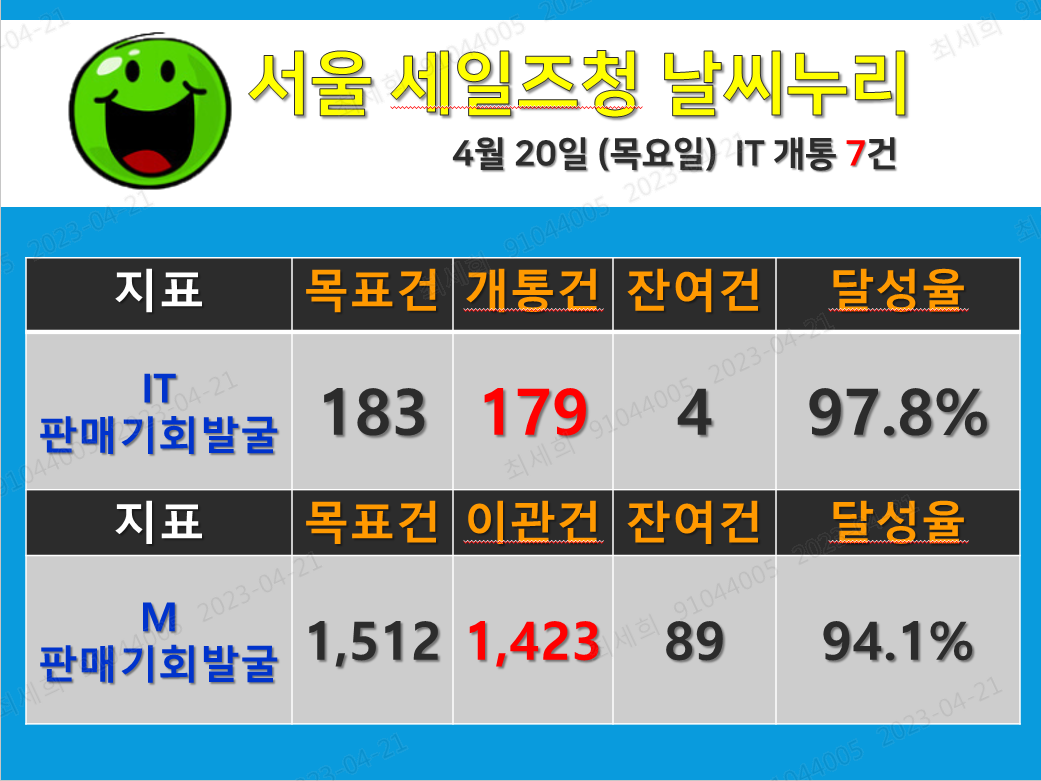 서울 세일즈청 날씨누리
4월 20일 (목요일) IT 개통 7건
지표 목표건 개통건 잔여건 달성율
IT
판매기회발굴 183 179 4 97.8%
지표 목표건 이관건 잔여건 달성율
M
판매기회발굴 1,512 1,423 89 94.1%
최세희 91044005 2023-04-21